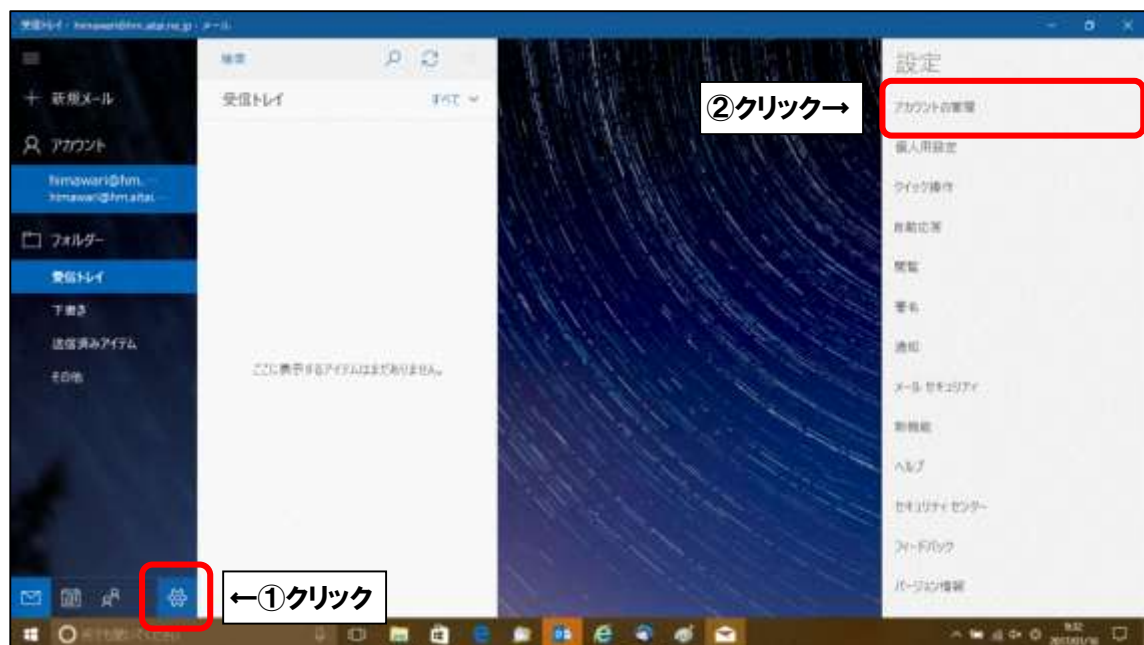 受信トレイ - himawari@hm.aitai.ne.jp - メール
検索
設定
+ 新規メール
受信トレイ
すべて
②クリック→
アカウントの管理
アカウント
個人用設定
himawari@hm.
himawari@hm.aitai.
クイック操作
フォルダー
自動応答
受信トレイ
閲覧
下書き
署名
送信済みアイテム
通知
その他
ここに表示するアイテムはまだありません。
メール セキュリティ
新機能
ヘルプ
セキュリティ センター
フィードバック
←①クリック
バージョン情報
9:32